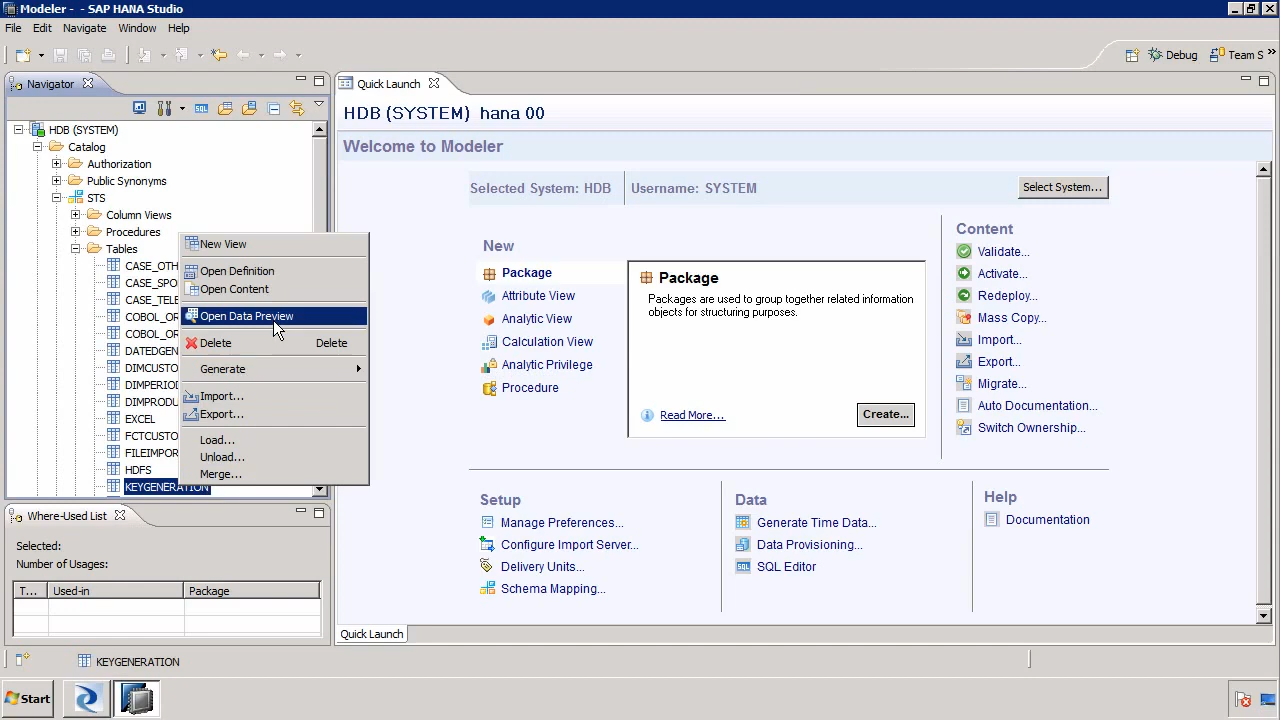 Modeler - - SAP HANA Studio
File Edit Navigate Window Help
Debug Team S
Navigator
HDB (SYSTEM)
Catalog
Authorization
Public Synonyms
STS
Column Views
Procedures
Tables
CASE_OTH
CASE_SPO
CASE_TELE
COBOL_OR
COBOL_OR
DATEDGEN
DIMCUSTO
DIMPERIOD
DIMPRODU
EXCEL
FCTCUSTOM
FILEIMPOR
HDFS
KEYGENERATION
New View
Open Definition
Open Content
Open Data Preview
Delete Delete
Generate
Import...
Export...
Load...
Unload...
Merge...
Where-Used List
Selected:
Number of Usages:
T... Used-in Package
Quick Launch
HDB (SYSTEM) hana 00
Welcome to Modeler
Selected System: HDB Username: SYSTEM Select System...
New
Package
Attribute View
Analytic View
Calculation View
Analytic Privilege
Procedure
Package
Packages are used to group together related information
objects for structuring purposes.
Read More... Create...
Content
Validate...
Activate...
Redeploy...
Mass Copy...
Import...
Export...
Migrate...
Auto Documentation...
Switch Ownership...
Setup
Manage Preferences...
Configure Import Server...
Delivery Units...
Schema Mapping...
Data
Generate Time Data...
Data Provisioning...
SQL Editor
Help
Documentation
Quick Launch
KEYGENERATION
Start